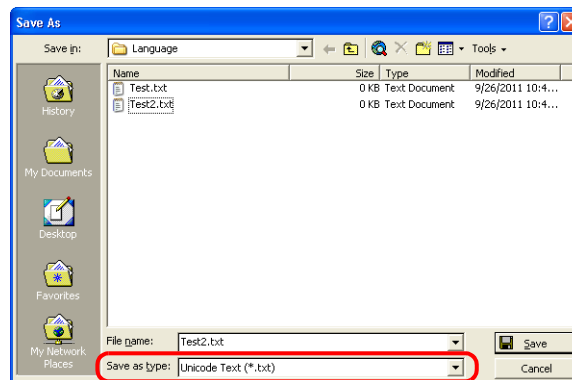 Save As
Save in: Language Tools
Name Size Type Modified
Test.txt 0 KB Text Document 9/26/2011 10:4...
Test2.txt 0 KB Text Document 9/26/2011 10:4...
History
My Documents
Desktop
Favorites
My Network
Places
File name: Test2.txt Save
Save as type: Unicode Text (*.txt) Cancel